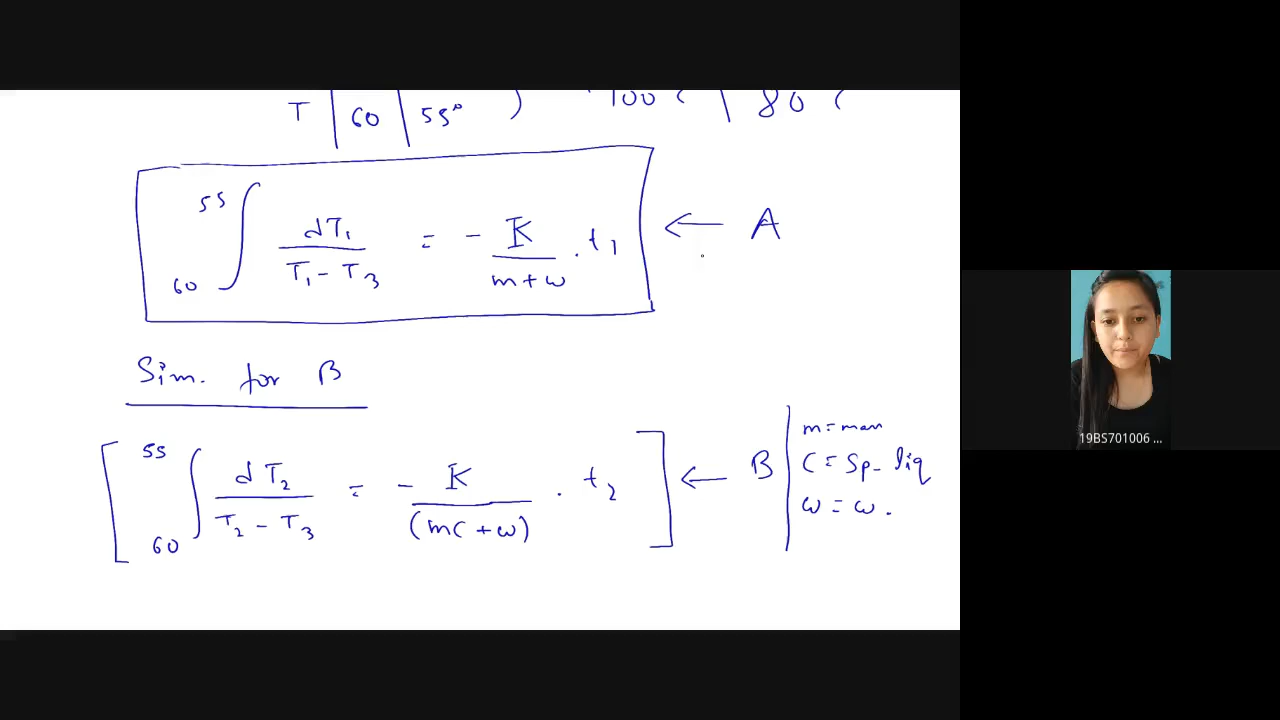 T | 60 | 55° ) 100 ( | 80 (
55 ∫ 60 dT₁ / T₁ - T₃ = - K / m+w . t₁ ← A
Sim. for B
[ 55 ∫ 60 dT₂ / T₂ - T₃ = - K / (mc+w) . t₂ ] ← B
m = mass
C = Sp- liq
w = w .
19BS701006 ...